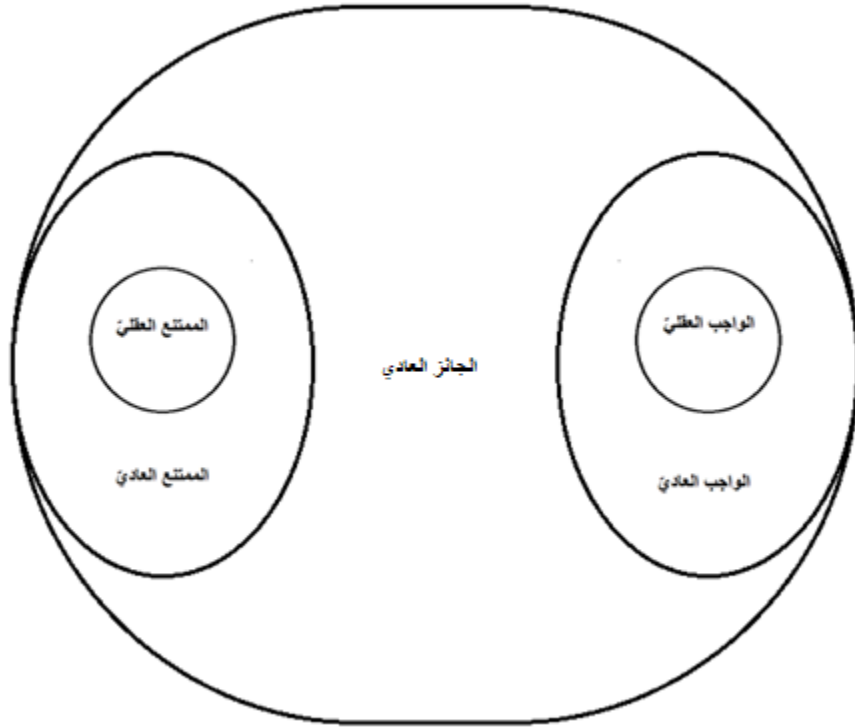 الواجب العقليّ
الممتنع العقليّ
الجائز العادي
الواجب العاديّ
الممتنع العاديّ